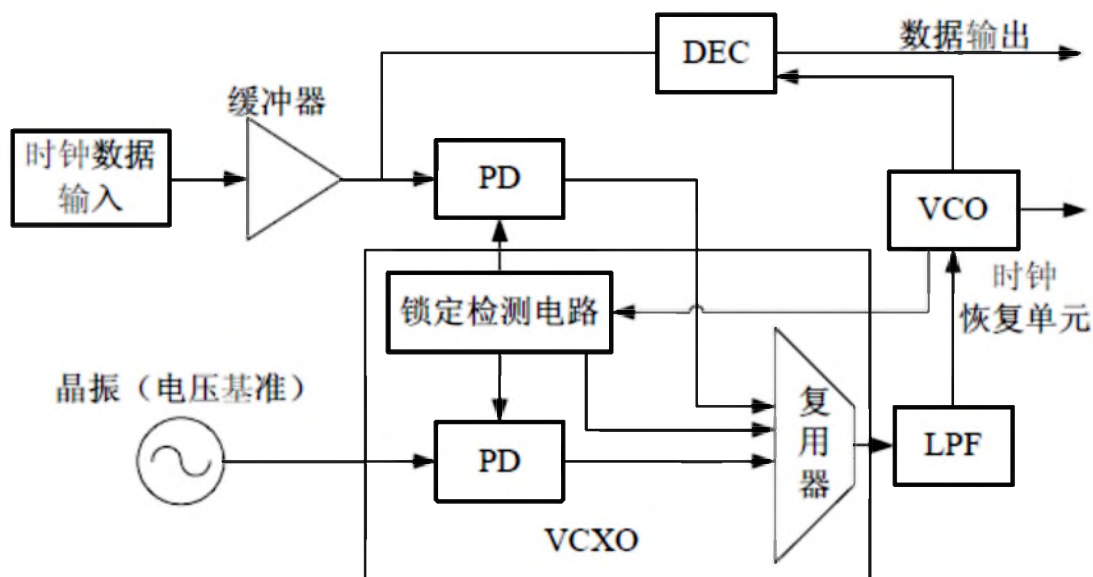 数据输出
DEC
缓冲器
时钟数据
输入
PD
VCO
时钟
恢复单元
锁定检测电路
晶振（电压基准）
复
用
器
PD
LPF
VCXO